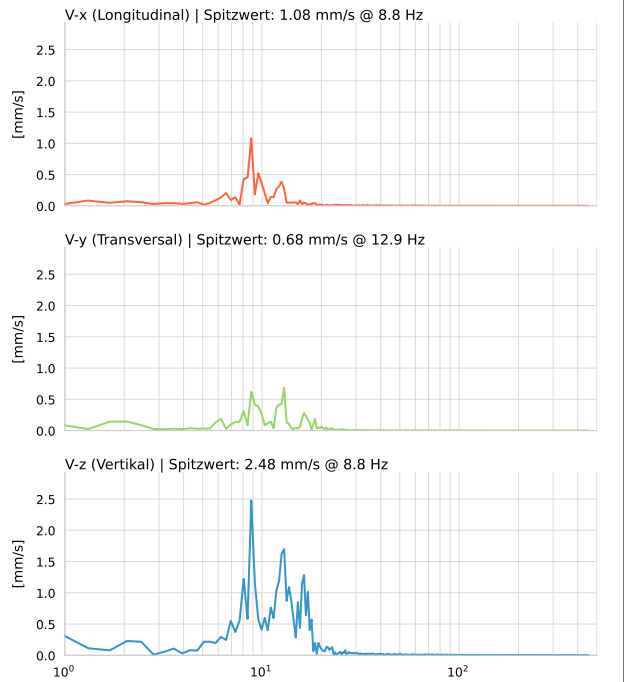 V-x (Longitudinal) | Spitzwert: 1.08 mm/s @ 8.8 Hz
2.5
2.0
1.5
1.0
0.5
0.0
[mm/s]
V-y (Transversal) | Spitzwert: 0.68 mm/s @ 12.9 Hz
2.5
2.0
1.5
1.0
0.5
0.0
[mm/s]
V-z (Vertikal) | Spitzwert: 2.48 mm/s @ 8.8 Hz
2.5
2.0
1.5
1.0
0.5
0.0
[mm/s]
10⁰ 10¹ 10²